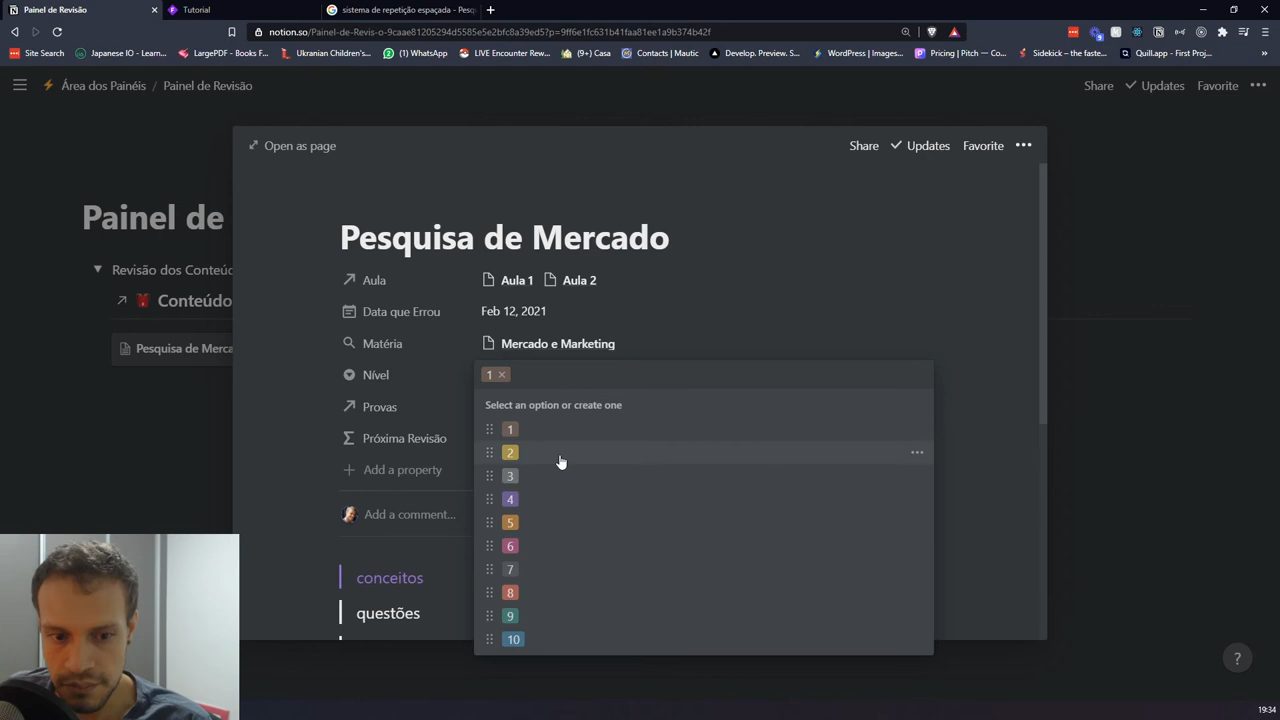 Painel de Revisão
Tutorial
sistema de repetição espaçada - Pesq
notion.so/Painel-de-Revis-o-9caae81205294d5585e5e2bfc8a39ed5?p=9ff6e1fc631b41faa81ee1a9b374b42f
Site Search
Japanese IO - Learn...
LargePDF - Books F...
Ukranian Children's...
(2) WhatsApp
LIVE Encounter Rew...
(9+) Casa
Contacts | Mautic
Develop. Preview. S...
WordPress | Images...
Pricing | Pitch — Co...
Sidekick – the faste...
Quill.app - First Proj...
»
Área dos Painéis / Painel de Revisão
Share
Updates
Favorite
Open as page
Share
Updates
Favorite
Painel de
Pesquisa de Mercado
Revisão dos Conteúd
Conteúdo
Pesquisa de Merca
Aula
Aula 1
Aula 2
Data que Errou
Feb 12, 2021
Matéria
Mercado e Marketing
Nível
1 ×
Select an option or create one
Provas
1
Próxima Revisão
2
Add a property
3
4
Add a comment...
5
6
conceitos
7
8
questões
9
10
?
19:34